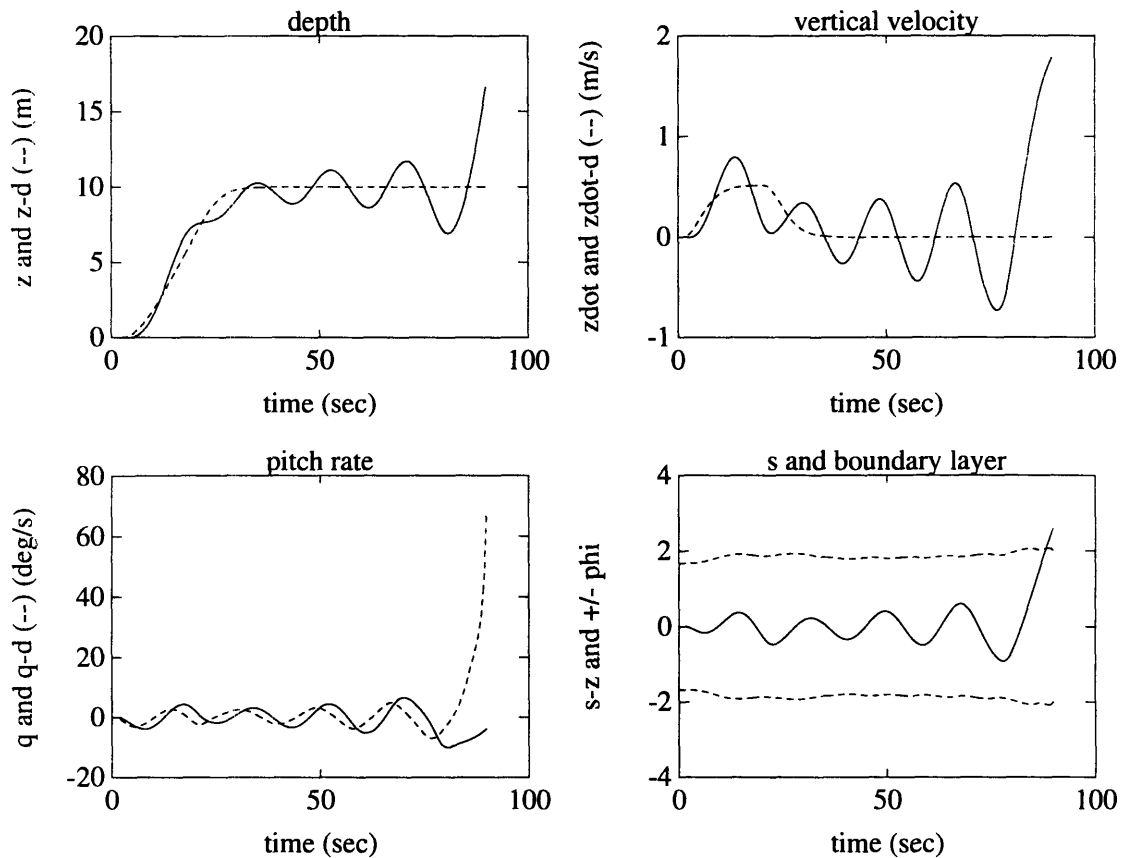 depth
20
15
10
5
0
0
50
100
z and z-d (--) (m)
time (sec)
vertical velocity
2
1
0
-1
0
50
100
zdot and zdot-d (--) (m/s)
time (sec)
pitch rate
80
60
40
20
0
-20
0
50
100
q and q-d (--) (deg/s)
time (sec)
s and boundary layer
4
2
0
-2
-4
0
50
100
s-z and +/- phi
time (sec)